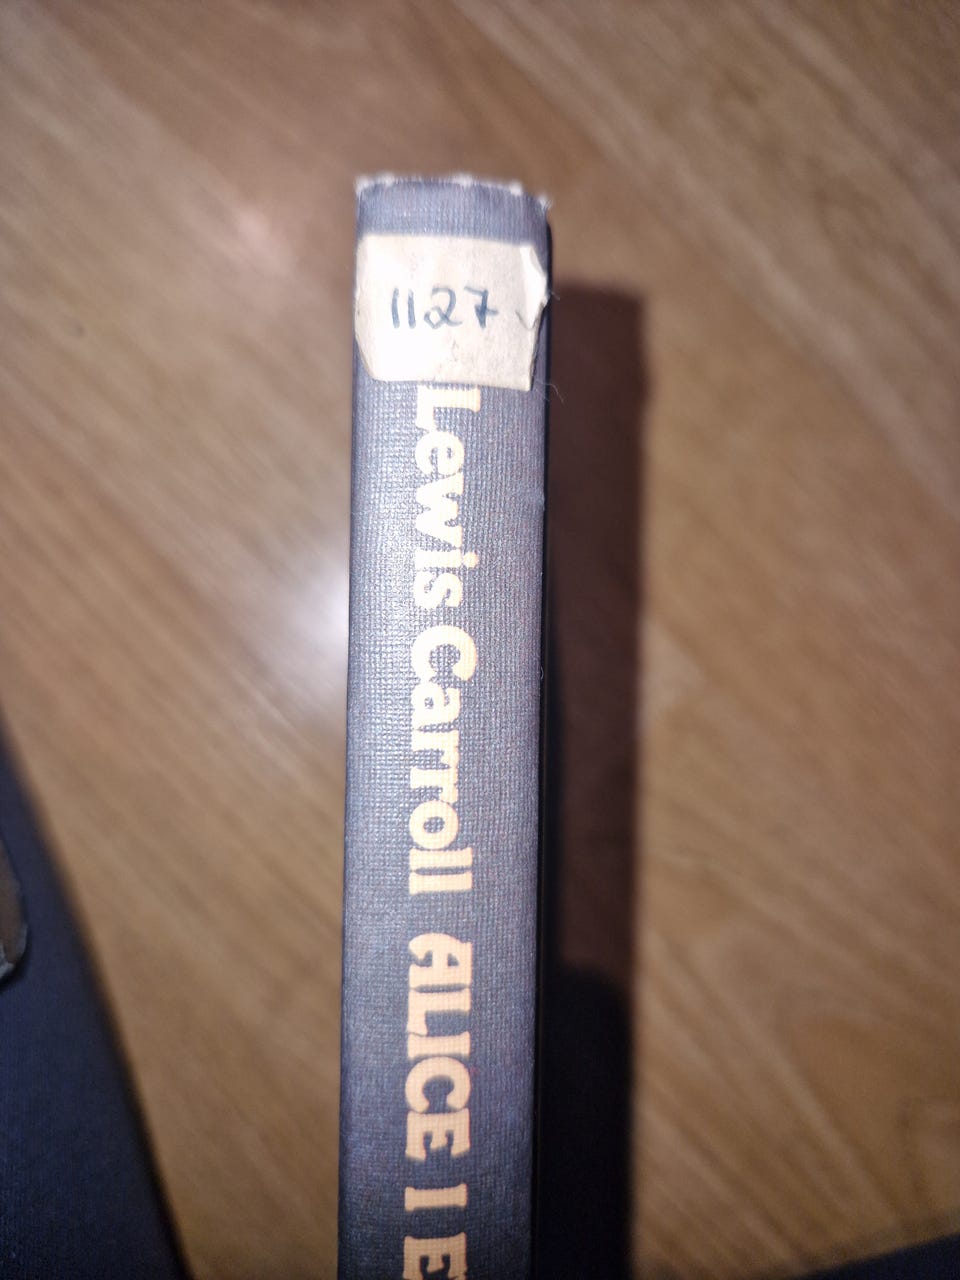 1127
Lewis Carroll ALICE I E